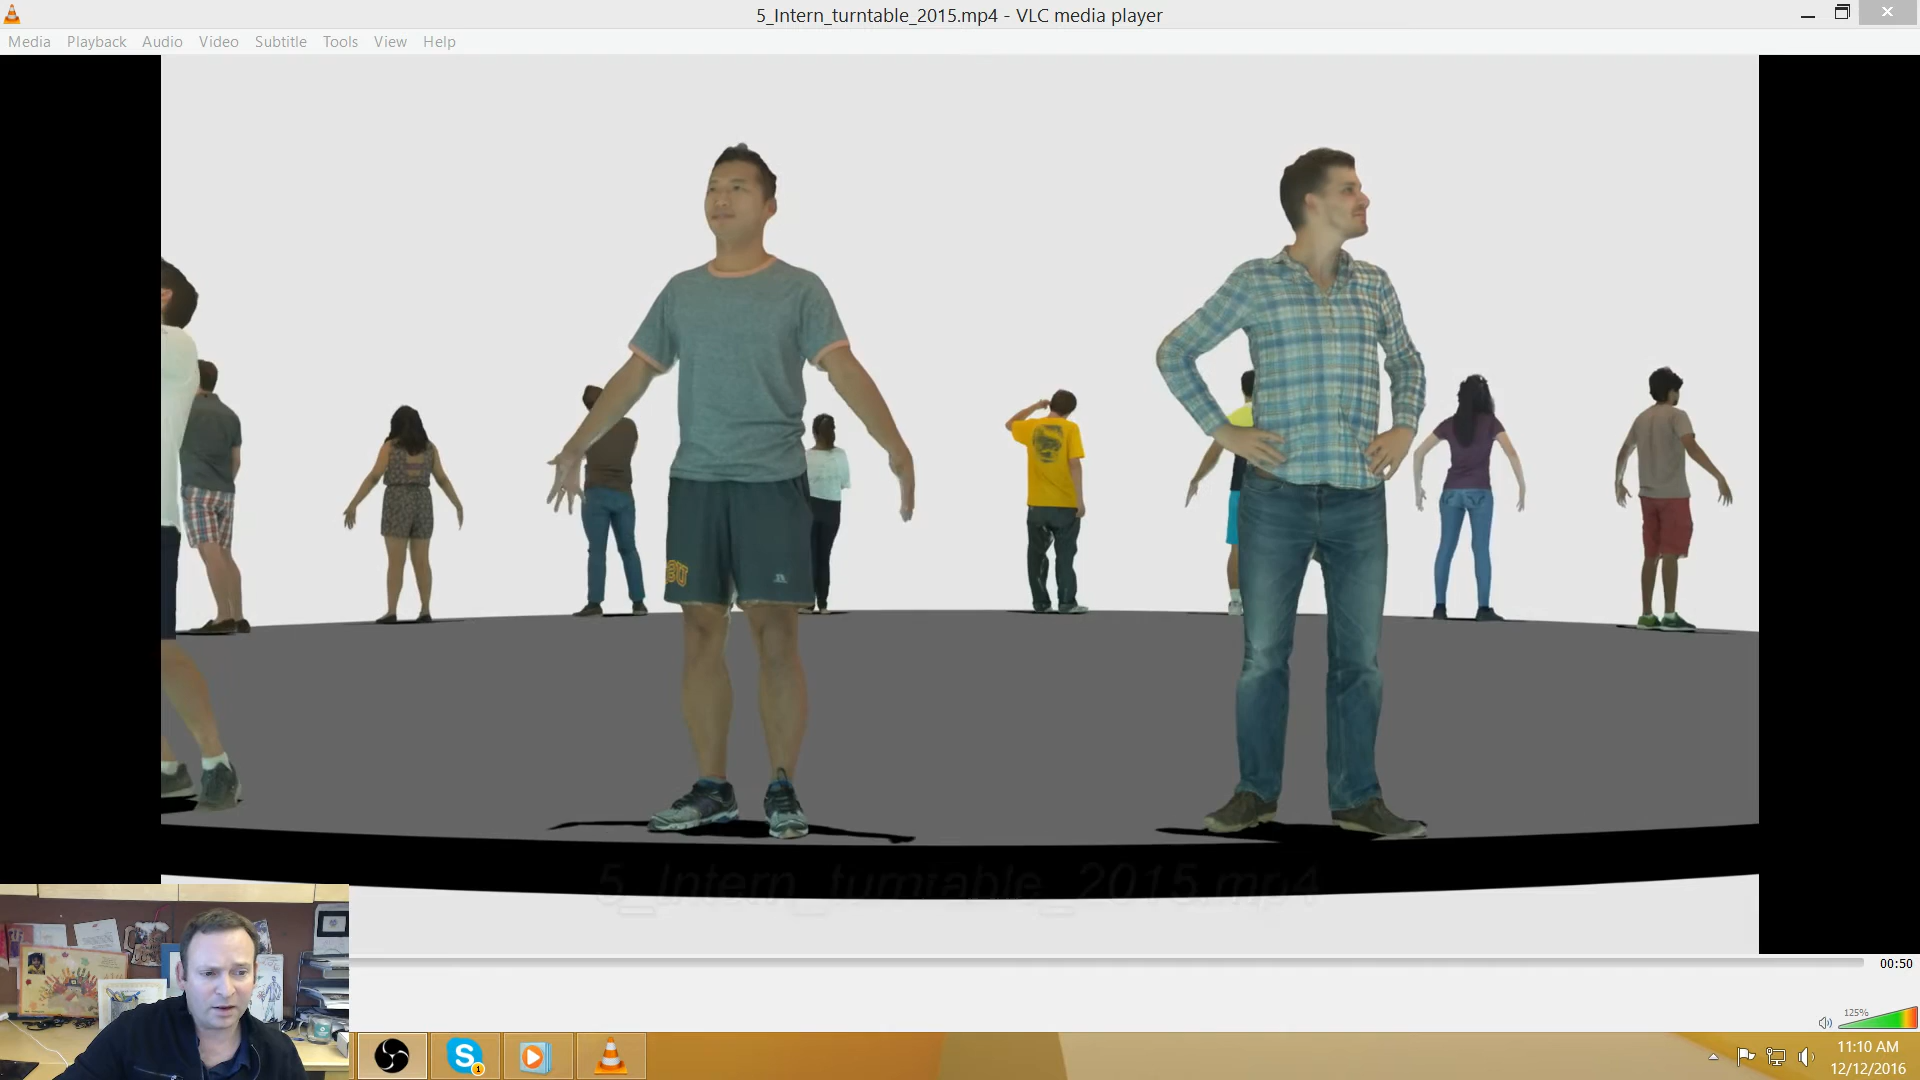 5_Intern_turntable_2015.mp4 - VLC media player
Media Playback Audio Video Subtitle Tools View Help
5_Intern_turntable_2015.mp4
00:50
125%
1
11:10 AM
12/12/2016